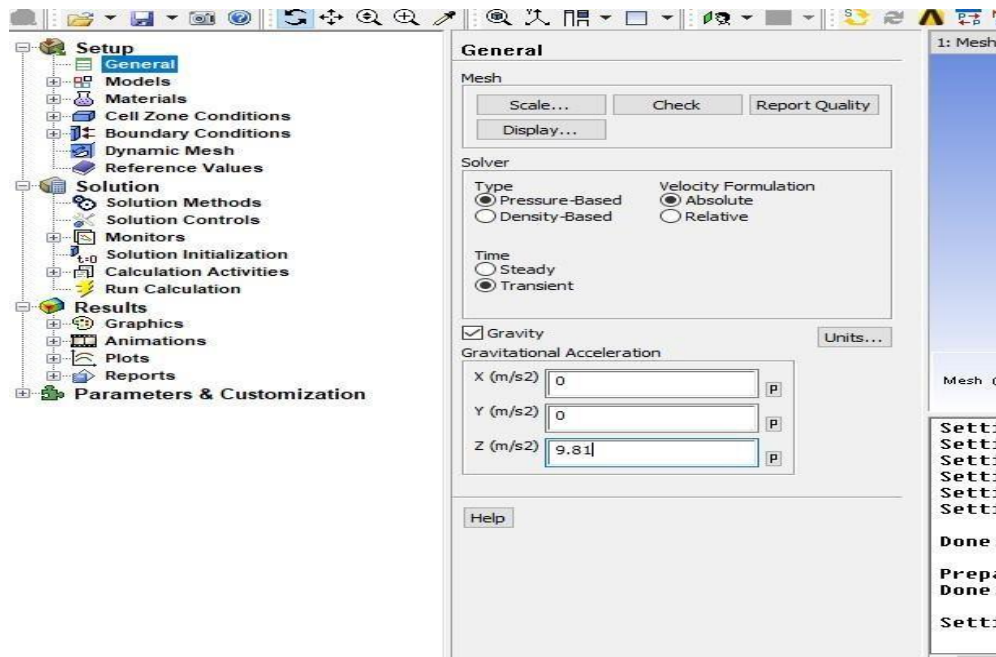 Setup
General
Models
Materials
Cell Zone Conditions
Boundary Conditions
Dynamic Mesh
Reference Values
Solution
Solution Methods
Solution Controls
Monitors
t=0 Solution Initialization
Calculation Activities
Run Calculation
Results
Graphics
Animations
Plots
Reports
Parameters & Customization
General
Mesh
Scale... Check Report Quality
Display...
Solver
Type Velocity Formulation
Pressure-Based Absolute
Density-Based Relative
Time
Steady
Transient
Gravity Units...
Gravitational Acceleration
X (m/s2) 0 P
Y (m/s2) 0 P
Z (m/s2) 9.81 P
Help
1: Mesh
Mesh (
Setti
Setti
Setti
Setti
Setti
Setti
Done
Prepa
Done
Setti